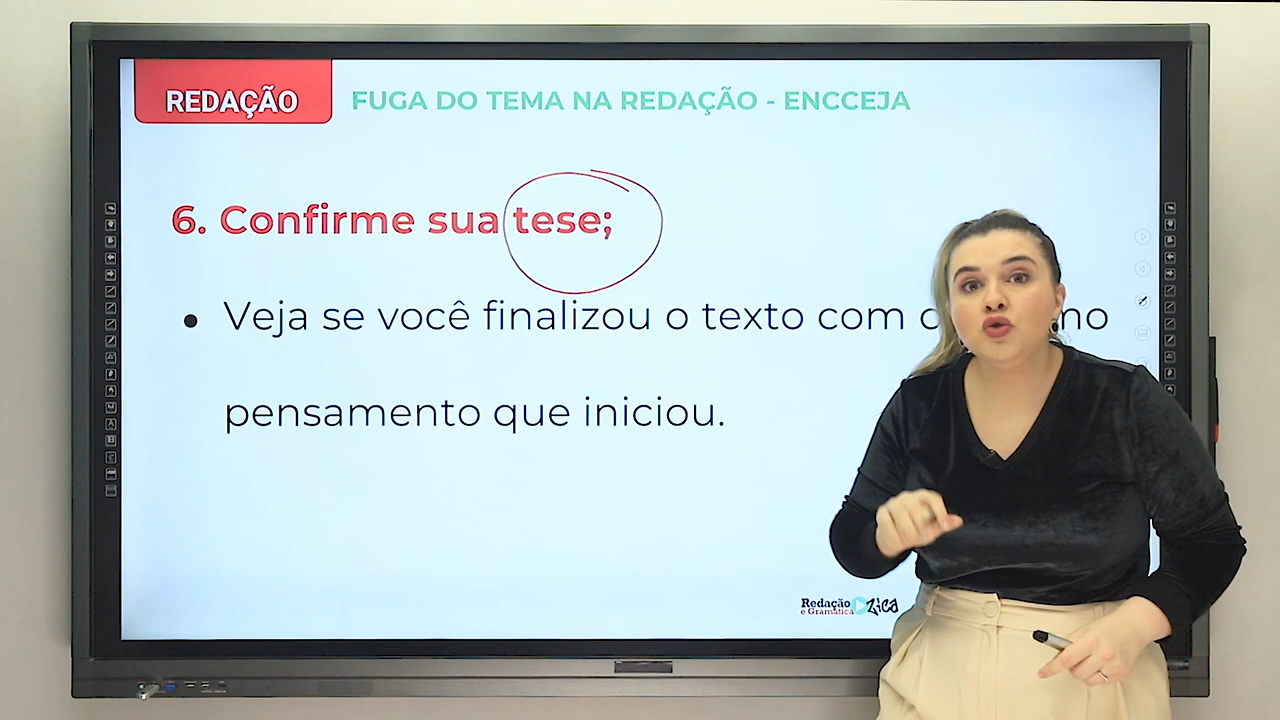 REDAÇÃO
FUGA DO TEMA NA REDAÇÃO - ENCCEJA
6. Confirme sua tese;
• Veja se você finalizou o texto com
pensamento que iniciou.
Redação
e Gramática
Zica